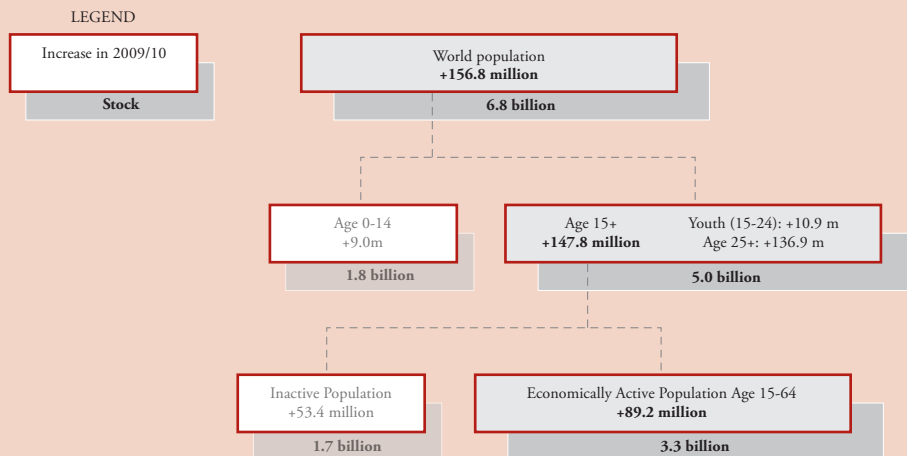 LEGEND
Increase in 2009/10
Stock
World population
+156.8 million
6.8 billion
Age 0-14
+9.0m
1.8 billion
Age 15+
+147.8 million
Youth (15-24): +10.9 m
Age 25+: +136.9 m
5.0 billion
Inactive Population
+53.4 million
1.7 billion
Economically Active Population Age 15-64
+89.2 million
3.3 billion